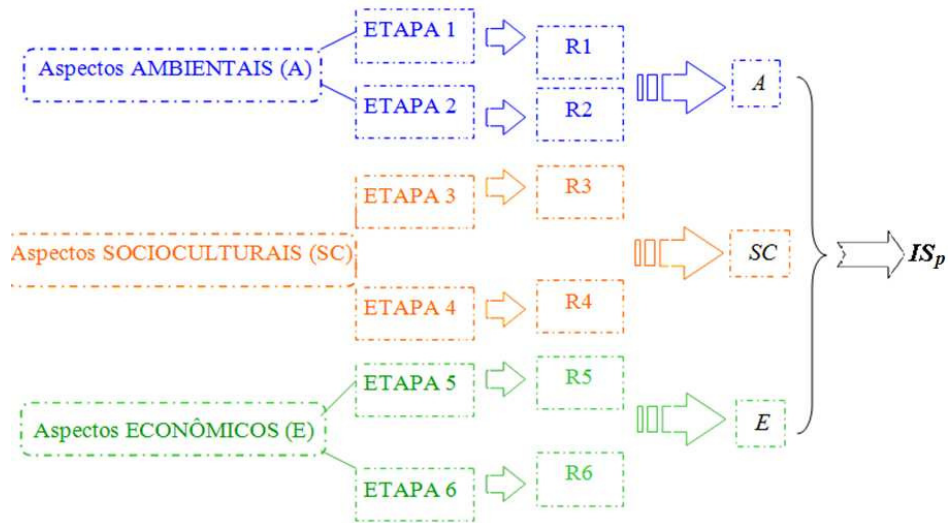 ETAPA 1
R1
Aspectos AMBIENTAIS (A)
A
ETAPA 2
R2
ETAPA 3
R3
Aspectos SOCIOCULTURAIS (SC)
SC
ISp
ETAPA 4
R4
ETAPA 5
R5
Aspectos ECONÔMICOS (E)
E
ETAPA 6
R6